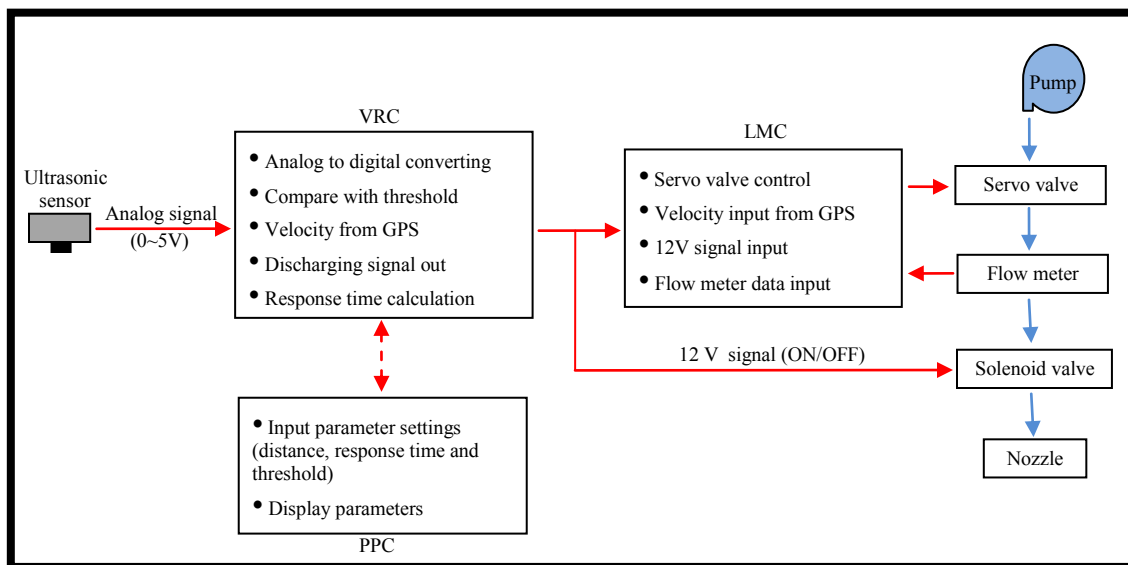 Ultrasonic
sensor
Analog signal
(0~5V)
VRC
• Analog to digital converting
• Compare with threshold
• Velocity from GPS
• Discharging signal out
• Response time calculation
• Input parameter settings
(distance, response time and
threshold)
• Display parameters
PPC
LMC
• Servo valve control
• Velocity input from GPS
• 12V signal input
• Flow meter data input
12 V signal (ON/OFF)
Pump
Servo valve
Flow meter
Solenoid valve
Nozzle